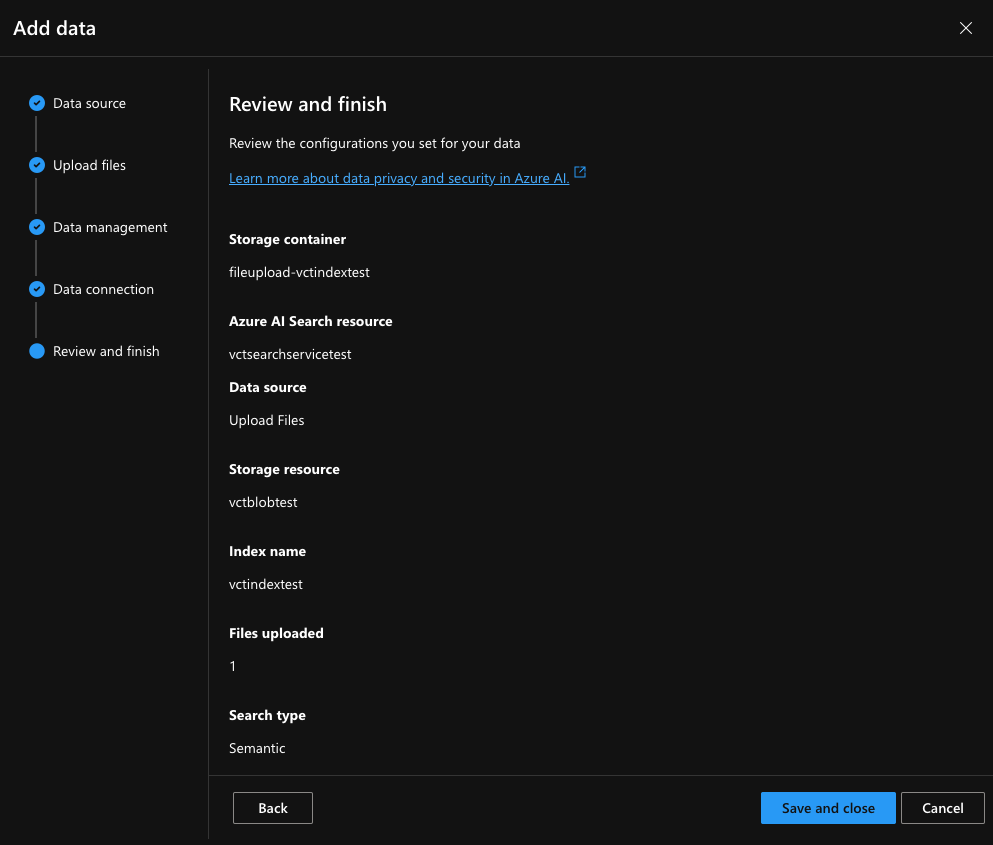 Add data
Data source
Upload files
Data management
Data connection
Review and finish
Review and finish
Review the configurations you set for your data
Learn more about data privacy and security in Azure AI.
Storage container
fileupload-vctindextest
Azure AI Search resource
vctsearchservicetest
Data source
Upload Files
Storage resource
vctblobtest
Index name
vctindextest
Files uploaded
1
Search type
Semantic
Back
Save and close
Cancel